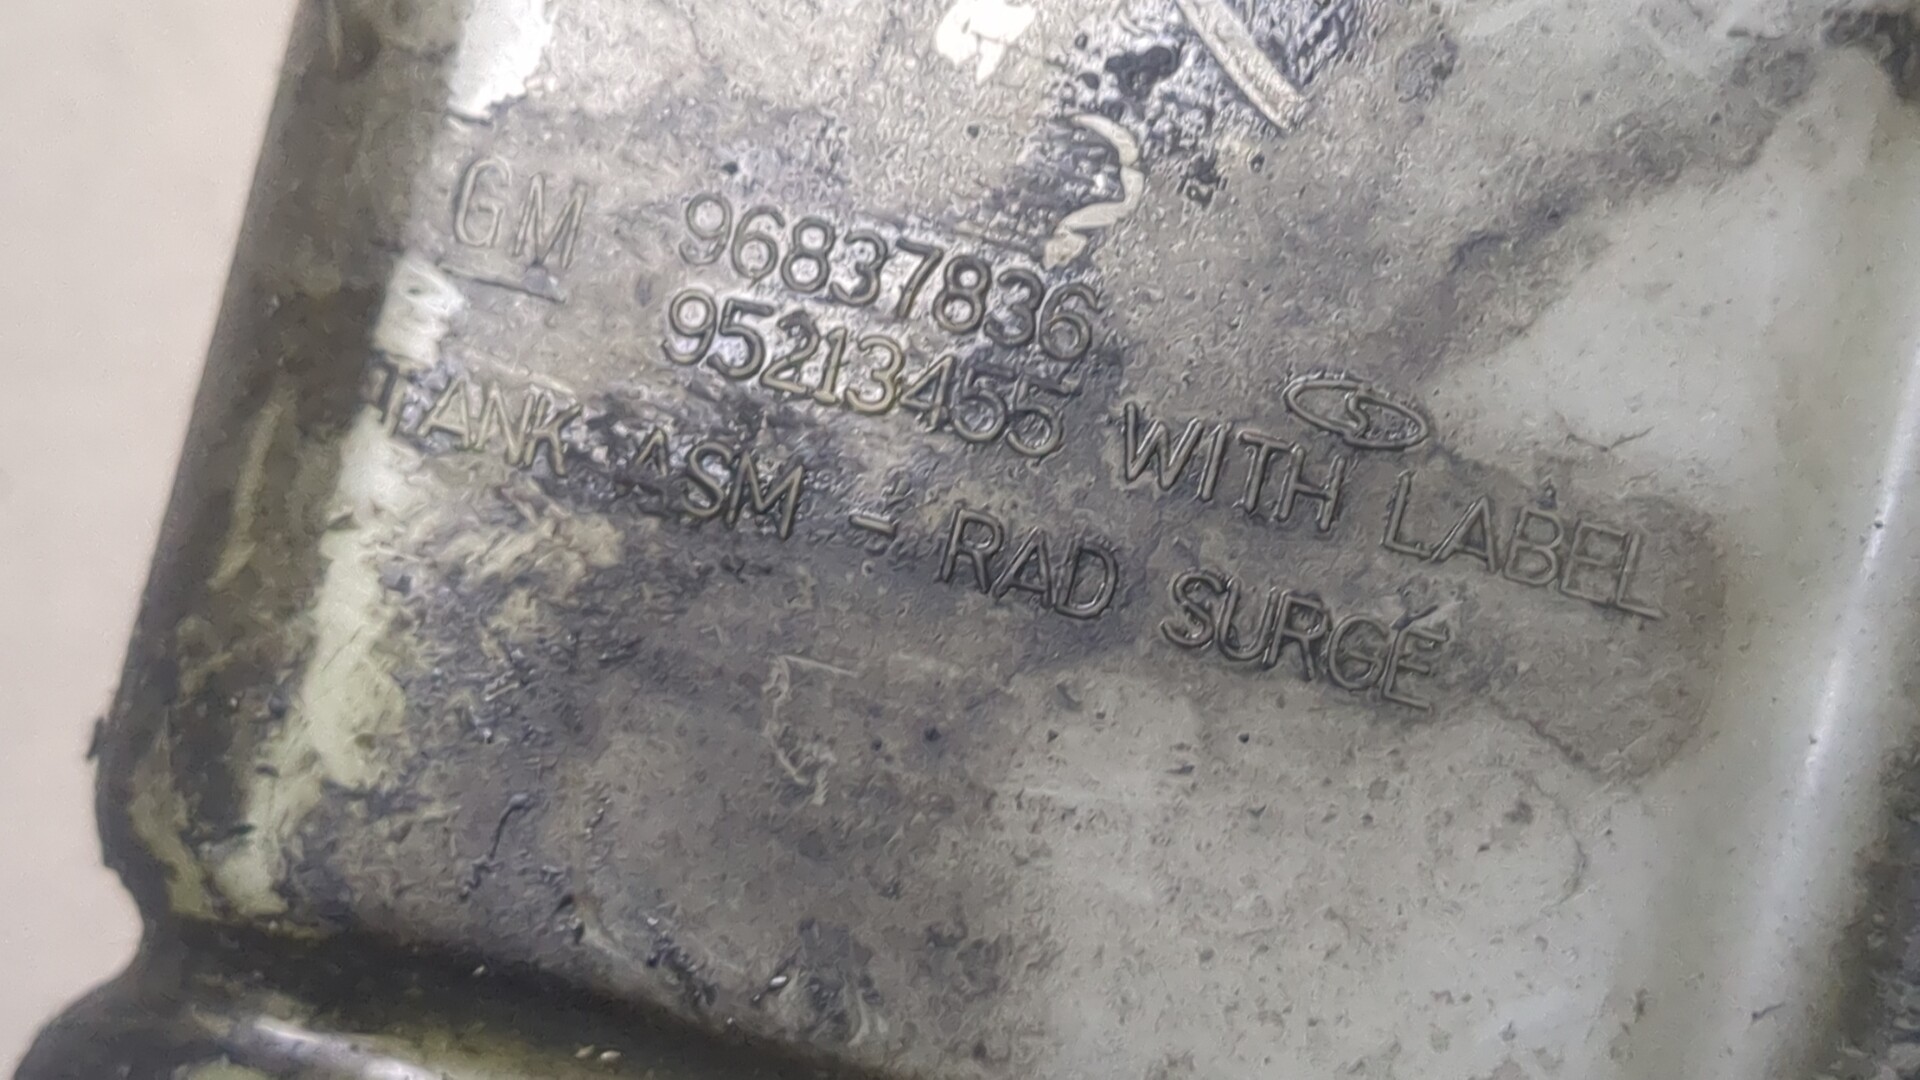 GM 96837836
95213455 WITH LABEL
TANK ASM - RAD SURGE